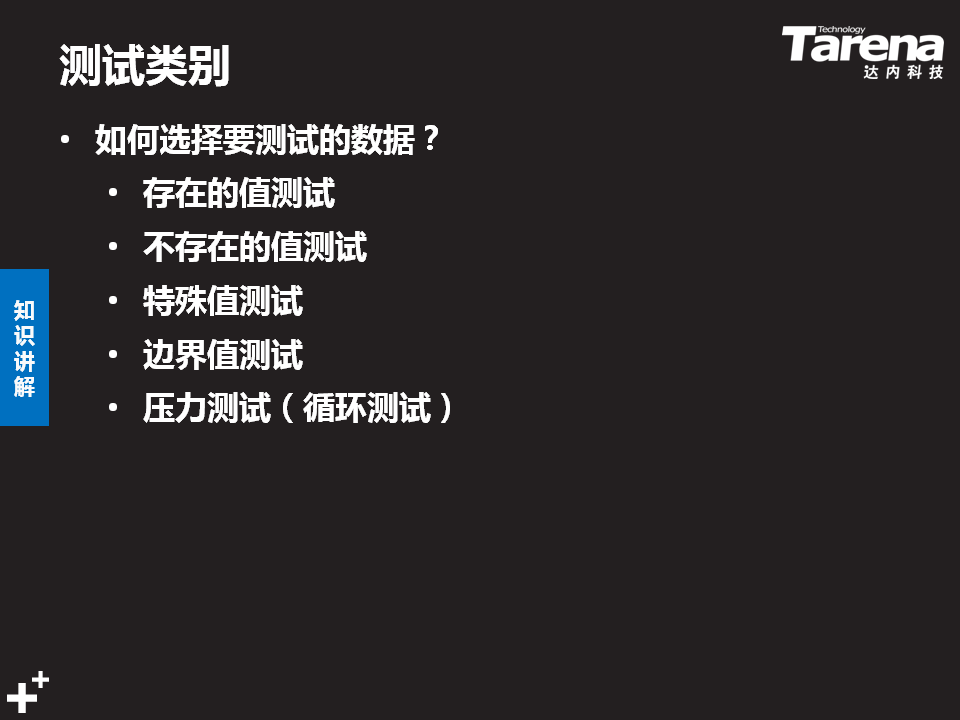 测试类别
Technology
Tarena
达内科技
• 如何选择要测试的数据？
• 存在的值测试
• 不存在的值测试
• 特殊值测试
• 边界值测试
• 压力测试（循环测试）
知
识
讲
解